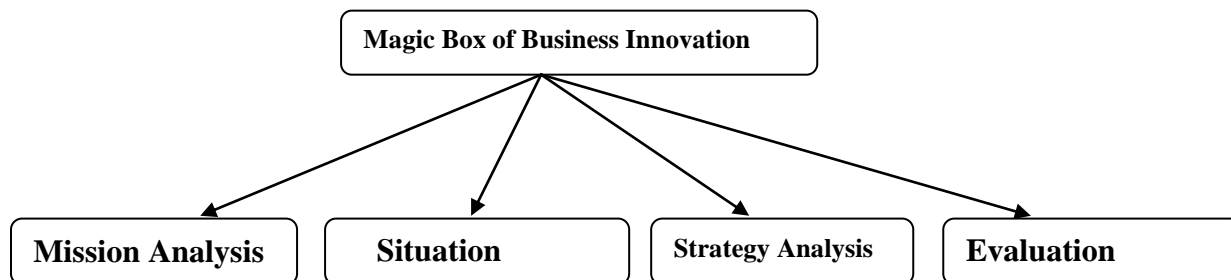 Magic Box of Business Innovation
Mission Analysis
Situation
Strategy Analysis
Evaluation